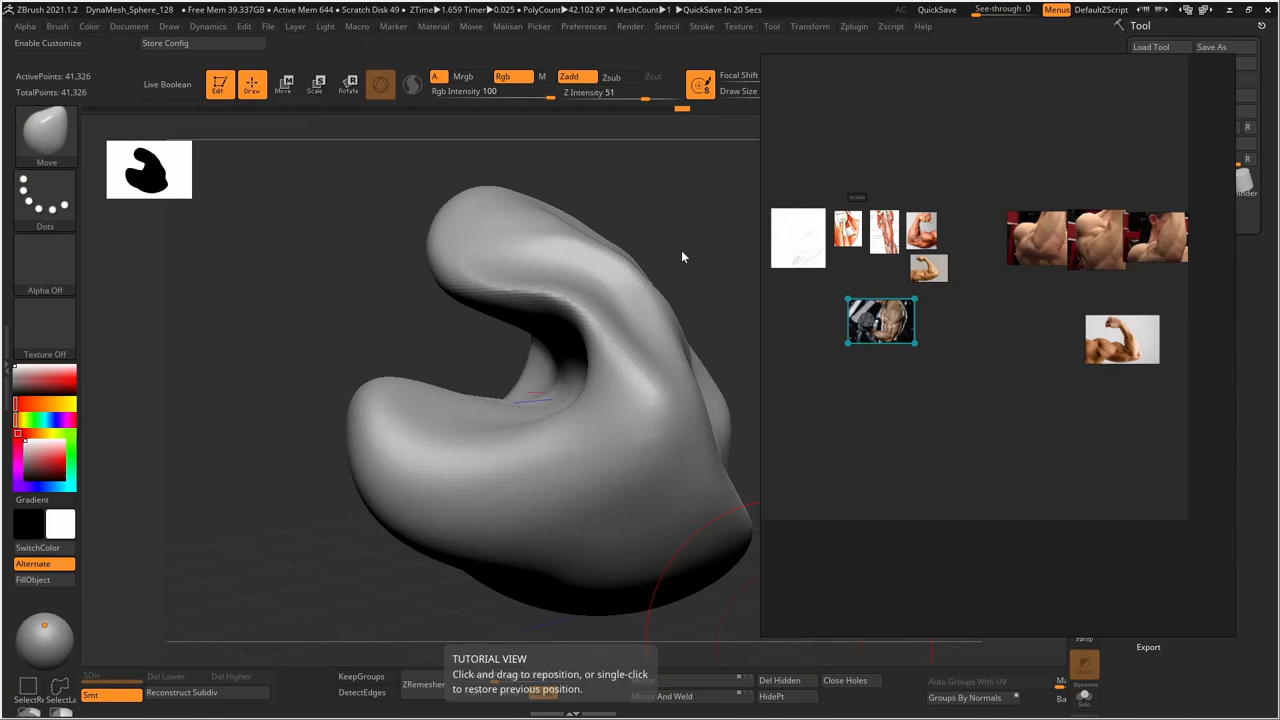 ZBrush 2021.1.2 DynaMesh_Sphere_128 • Free Mem 39.337GB • Active Mem 644 • Scratch Disk 49 • ZTime▶1.659 Timer▶0.025 • PolyCount▶42.102 KP • MeshCount▶1 •QuickSave In 20 Secs AC QuickSave See-through 0 Menus DefaultZScript
Alpha Brush Color Document Draw Dynamics Edit File Layer Light Macro Marker Material Movie Malisan Picker Preferences Render Stencil Stroke Texture Tool Transform Zplugin Zscript Help
Tool
Enable Customize Store Config
Load Tool Save As
ActivePoints: 41,326
TotalPoints: 41,326
Live Boolean
Edit Draw Move Scale Rotate
A Mrgb Rgb M Zadd Zsub Zcut
Rgb Intensity 100 Z Intensity 51
Focal Shift
Draw Size
R
R
Move
Dots
Alpha Off
Texture Off
Gradient
SwitchColor
Alternate
FillObject
TUTORIAL VIEW
Click and drag to reposition, or single-click
to restore previous position.
Export
Dynamic
Solo
SDiv Del Lower Del Higher
Smt Reconstruct Subdiv
KeepGroups
DetectEdges
ZRemesher
Mirror And Weld
Del Hidden Close Holes
HidePt
Auto Groups With UV
Groups By Normals